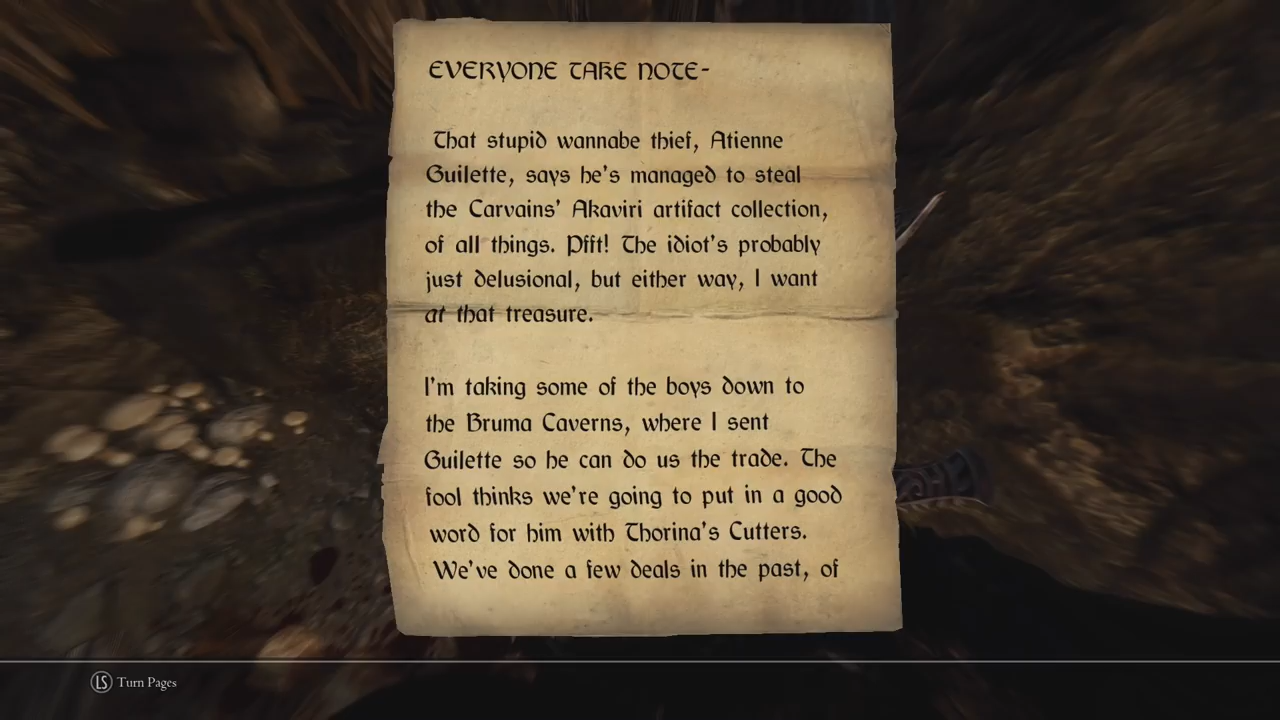 EVERYONE TAKE NOTE-
That stupid wannabe thief, Atienne
Guilette, says he's managed to steal
the Carvains' Akaviri artifact collection,
of all things. Pfft! The idiot's probably
just delusional, but either way, I want
at that treasure.
I'm taking some of the boys down to
the Bruma Caverns, where I sent
Guilette so he can do us the trade. The
fool thinks we're going to put in a good
word for him with Thorina's Cutters.
We've done a few deals in the past, of
LS Turn Pages